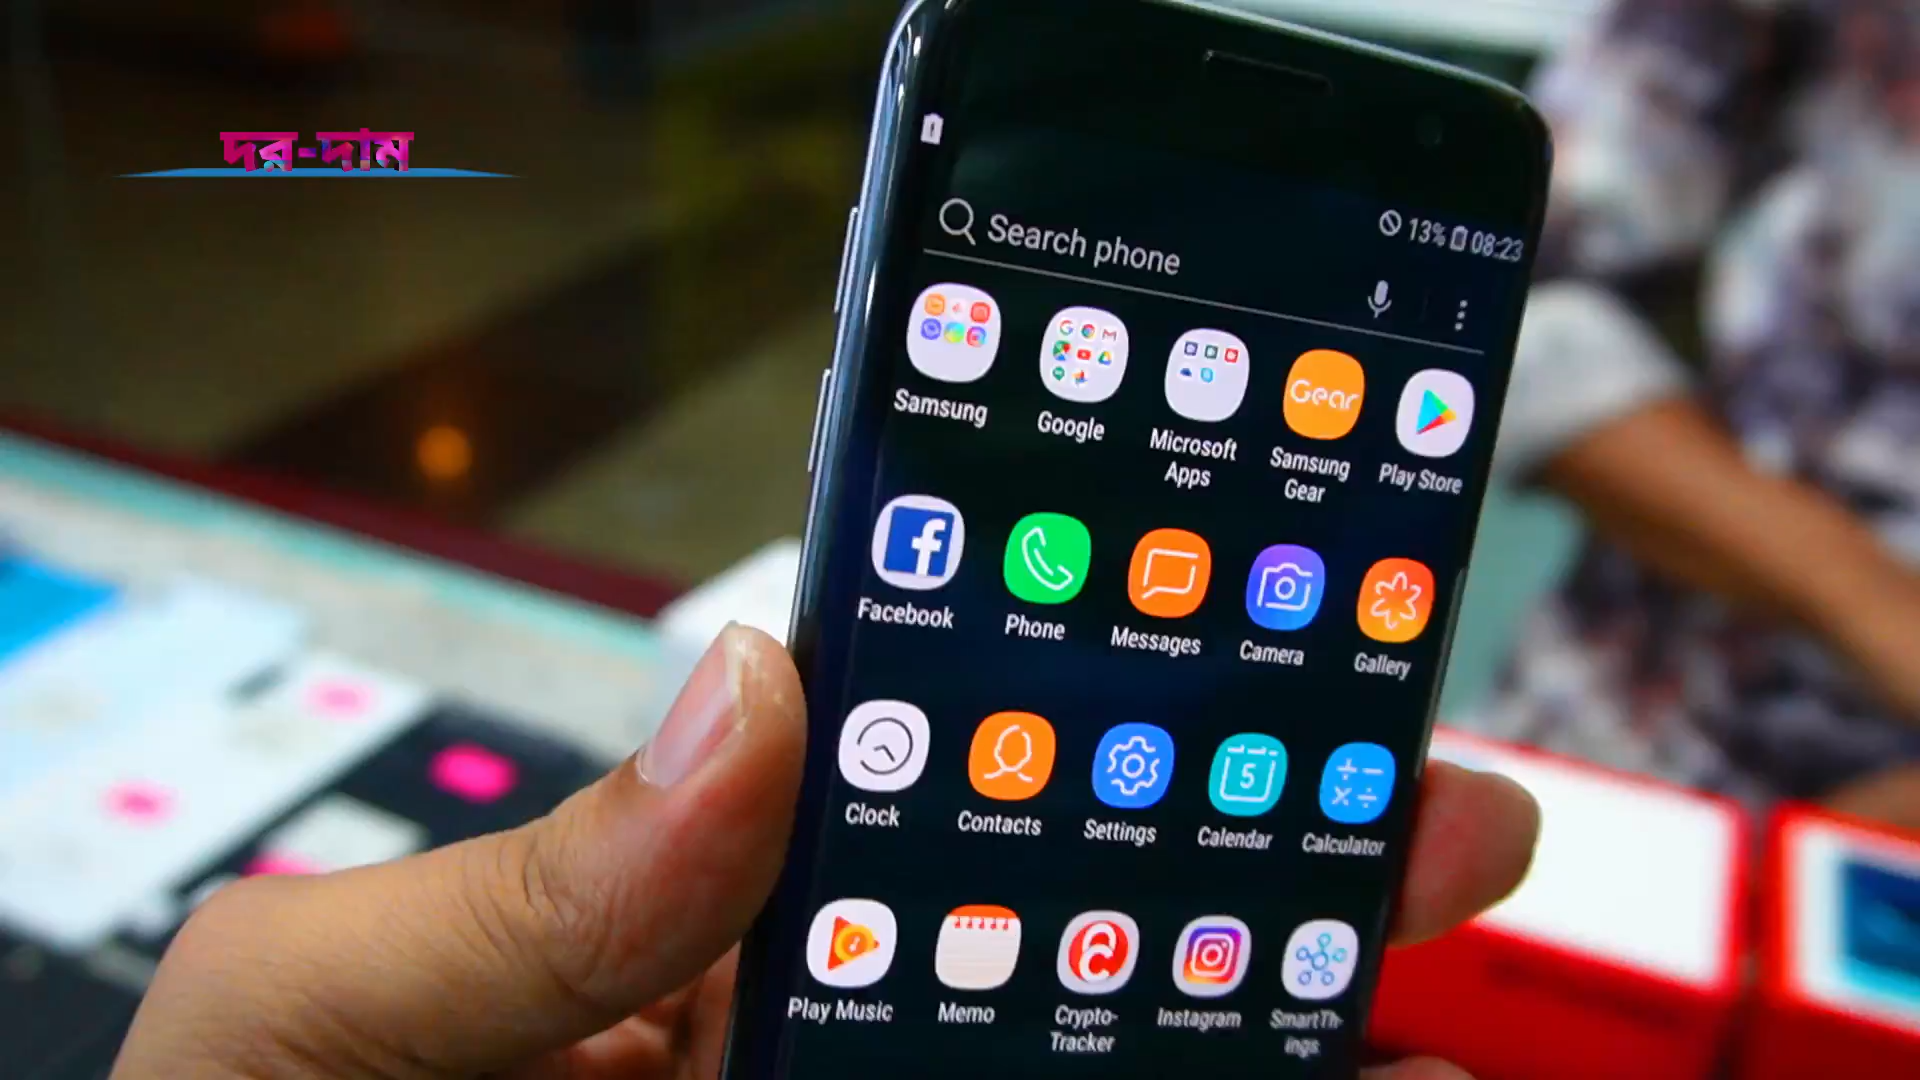 দর-দাম
13% 08:23
Search phone
Samsung
Google
Microsoft
Apps
Gear
Samsung
Gear
Play Store
Facebook
Phone
Messages
Camera
Gallery
5
Clock
Contacts
Settings
Calendar
Calculator
Play Music
Memo
Crypto-
Tracker
Instagram
SmartTh-
ings